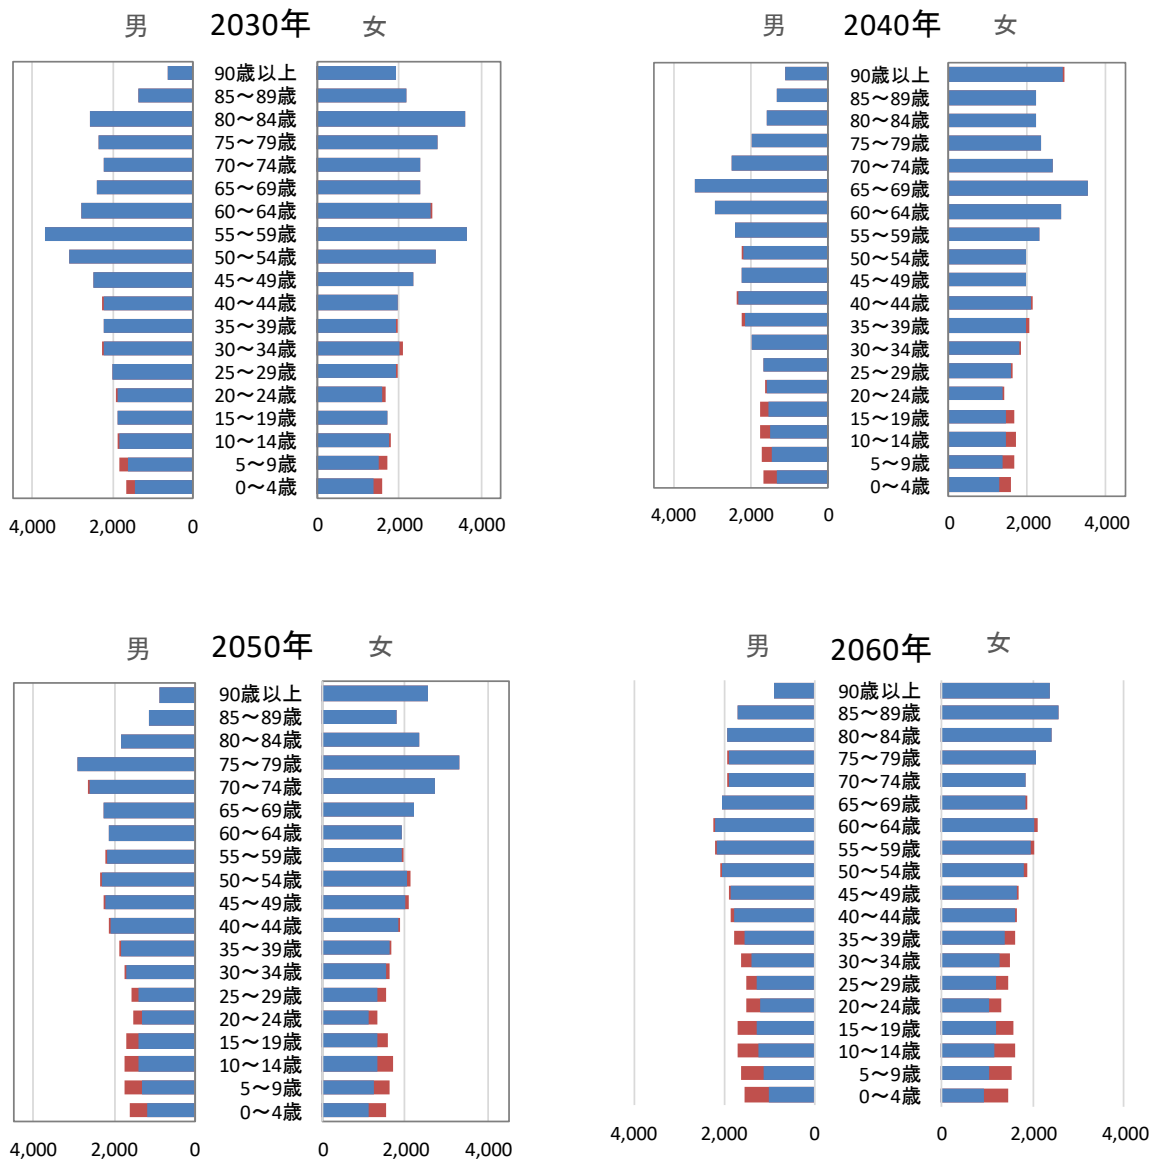 男 2030年 女
90歳以上
85～89歳
80～84歳
75～79歳
70～74歳
65～69歳
60～64歳
55～59歳
50～54歳
45～49歳
40～44歳
35～39歳
30～34歳
25～29歳
20～24歳
15～19歳
10～14歳
5～9歳
0～4歳
4,000 2,000 0 0 2,000 4,000
男 2040年 女
90歳以上
85～89歳
80～84歳
75～79歳
70～74歳
65～69歳
60～64歳
55～59歳
50～54歳
45～49歳
40～44歳
35～39歳
30～34歳
25～29歳
20～24歳
15～19歳
10～14歳
5～9歳
0～4歳
4,000 2,000 0 0 2,000 4,000
男 2050年 女
90歳以上
85～89歳
80～84歳
75～79歳
70～74歳
65～69歳
60～64歳
55～59歳
50～54歳
45～49歳
40～44歳
35～39歳
30～34歳
25～29歳
20～24歳
15～19歳
10～14歳
5～9歳
0～4歳
4,000 2,000 0 0 2,000 4,000
男 2060年 女
90歳以上
85～89歳
80～84歳
75～79歳
70～74歳
65～69歳
60～64歳
55～59歳
50～54歳
45～49歳
40～44歳
35～39歳
30～34歳
25～29歳
20～24歳
15～19歳
10～14歳
5～9歳
0～4歳
4,000 2,000 0 0 2,000 4,000